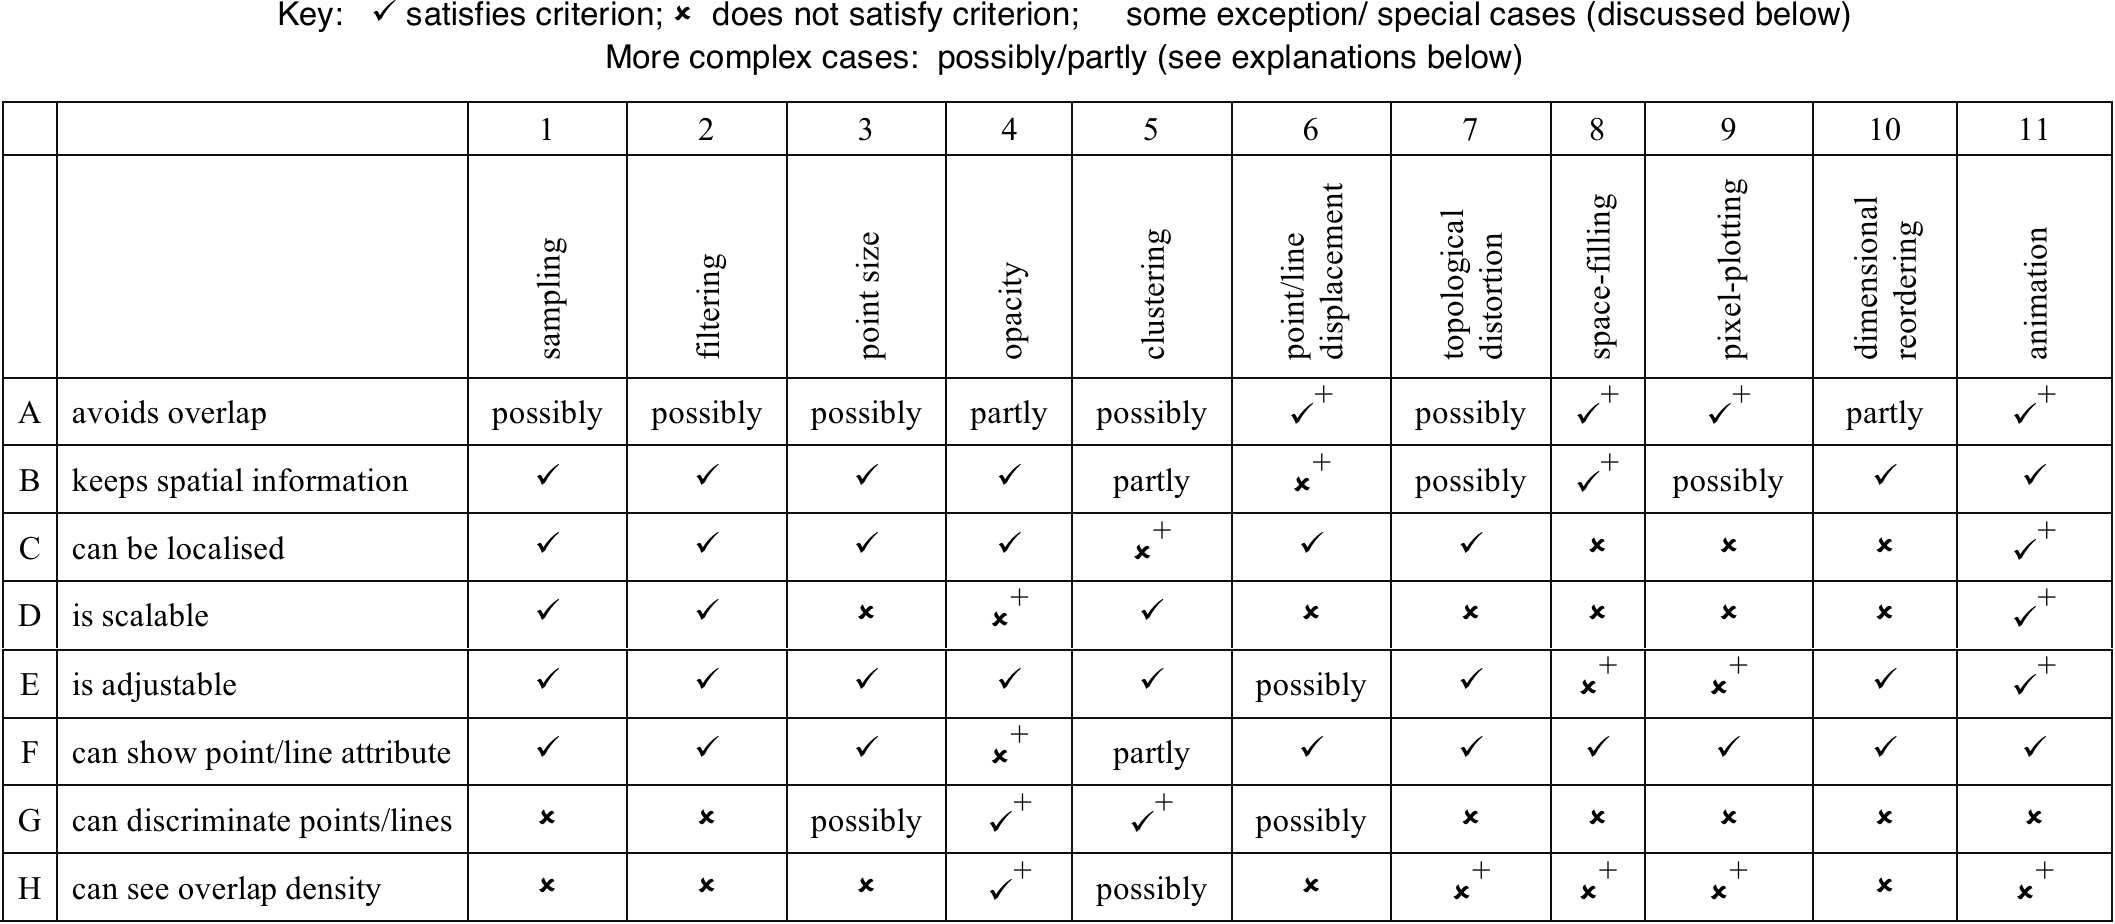 Key: ✓ satisfies criterion; ✘ does not satisfy criterion; some exception/ special cases (discussed below)
More complex cases: possibly/partly (see explanations below)
1 2 3 4 5 6 7 8 9 10 11
sampling
filtering
point size
opacity
clustering
point/line
displacement
topological
distortion
space-filling
pixel-plotting
dimensional
reordering
animation
A avoids overlap possibly possibly possibly partly possibly ✓+ possibly ✓+ ✓+ partly ✓+
B keeps spatial information ✓ ✓ ✓ ✓ partly ✘+ possibly ✓+ possibly ✓ ✓
C can be localised ✓ ✓ ✓ ✓ ✘+ ✓ ✓ ✘ ✘ ✘ ✓+
D is scalable ✓ ✓ ✘ ✘+ ✓ ✘ ✘ ✘ ✘ ✘ ✓+
E is adjustable ✓ ✓ ✓ ✓ ✓ possibly ✓ ✘+ ✘+ ✓ ✓+
F can show point/line attribute ✓ ✓ ✓ ✘+ partly ✓ ✓ ✓ ✓ ✓ ✓
G can discriminate points/lines ✘ ✘ possibly ✓+ ✓+ possibly ✘ ✘ ✘ ✘ ✘
H can see overlap density ✘ ✘ ✘ ✓+ possibly ✘ ✘+ ✘+ ✘+ ✘ ✘+